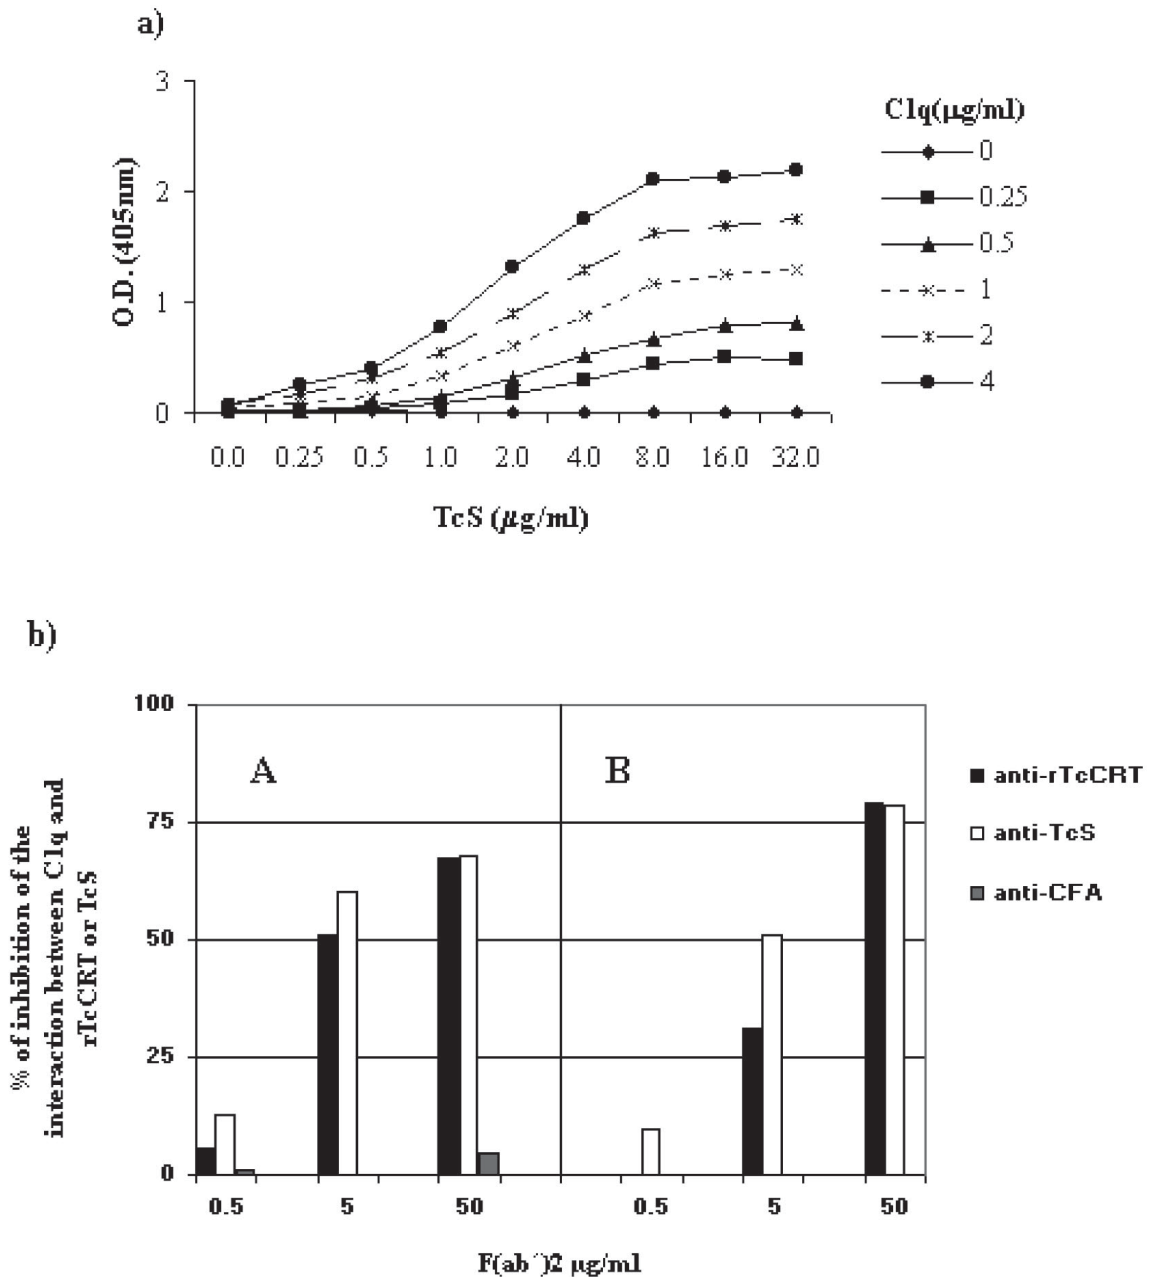 a)
3
2
1
0
O.D. (405nm)
0.0 0.25 0.5 1.0 2.0 4.0 8.0 16.0 32.0
TcS (µg/ml)
C1q(µg/ml)
0
0.25
0.5
1
2
4
b)
100
75
50
25
0
% of inhibition of the
interaction between C1q and
rTcCRT or TcS
A
B
0.5 5 50 0.5 5 50
F(ab´)2 µg/ml
anti-rTcCRT
anti-TcS
anti-CFA